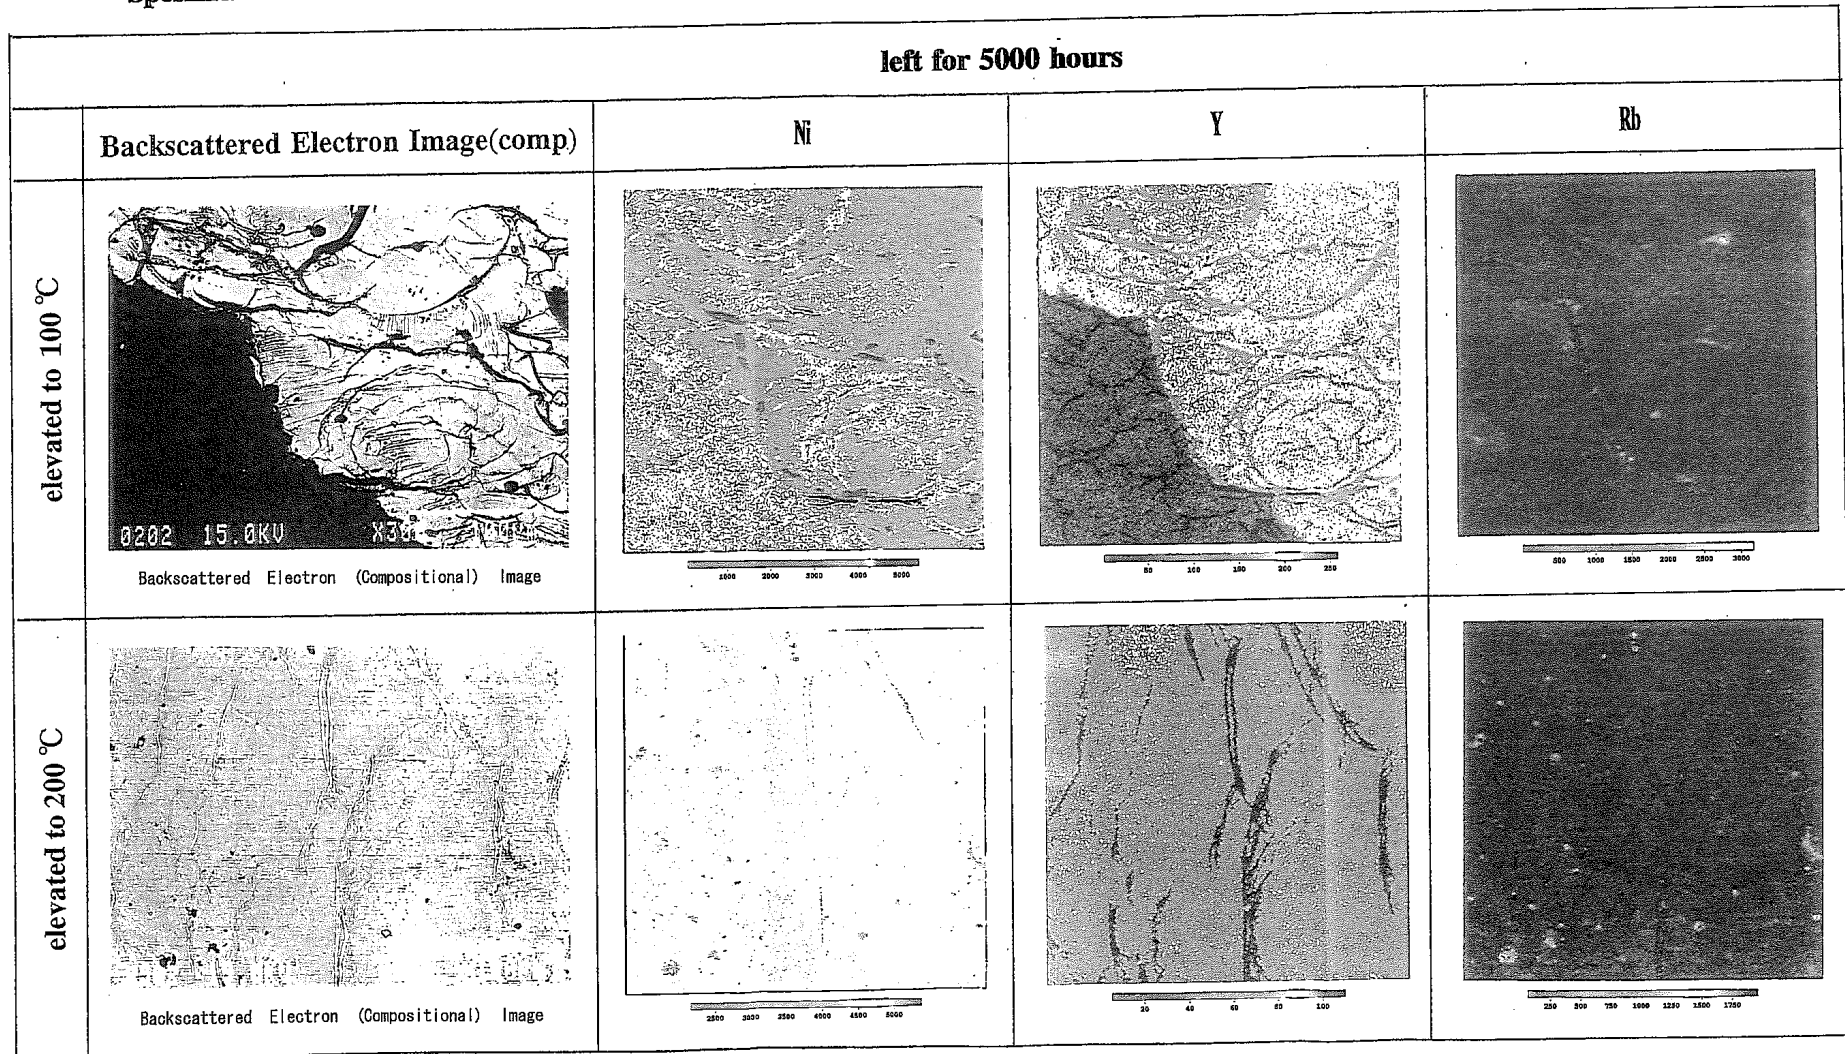 left for 5000 hours
Backscattered Electron Image(comp)
Ni
Y
Rb
elevated to 100 ℃
0202 15.0KV
Backscattered Electron (Compositional) Image
1000 2000 3000 4000 5000
50 100 150 200 250
500 1000 1500 2000 2500 3000
elevated to 200 ℃
Backscattered Electron (Compositional) Image
2500 3000 3500 4000 4500 5000
20 40 60 80 100
250 500 750 1000 1250 1500 1750